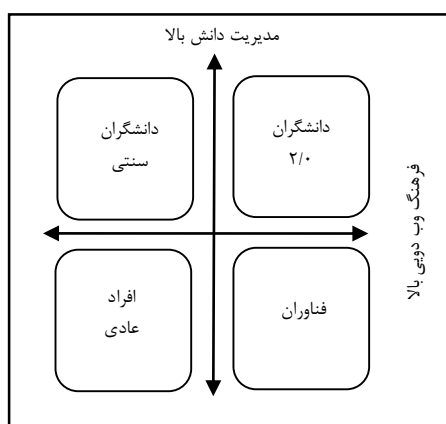 مدیریت دانش بالا
دانشگران
۲/۰
دانشگران
سنتی
فرهنگ وب دویی بالا
فناوران
افراد
عادی